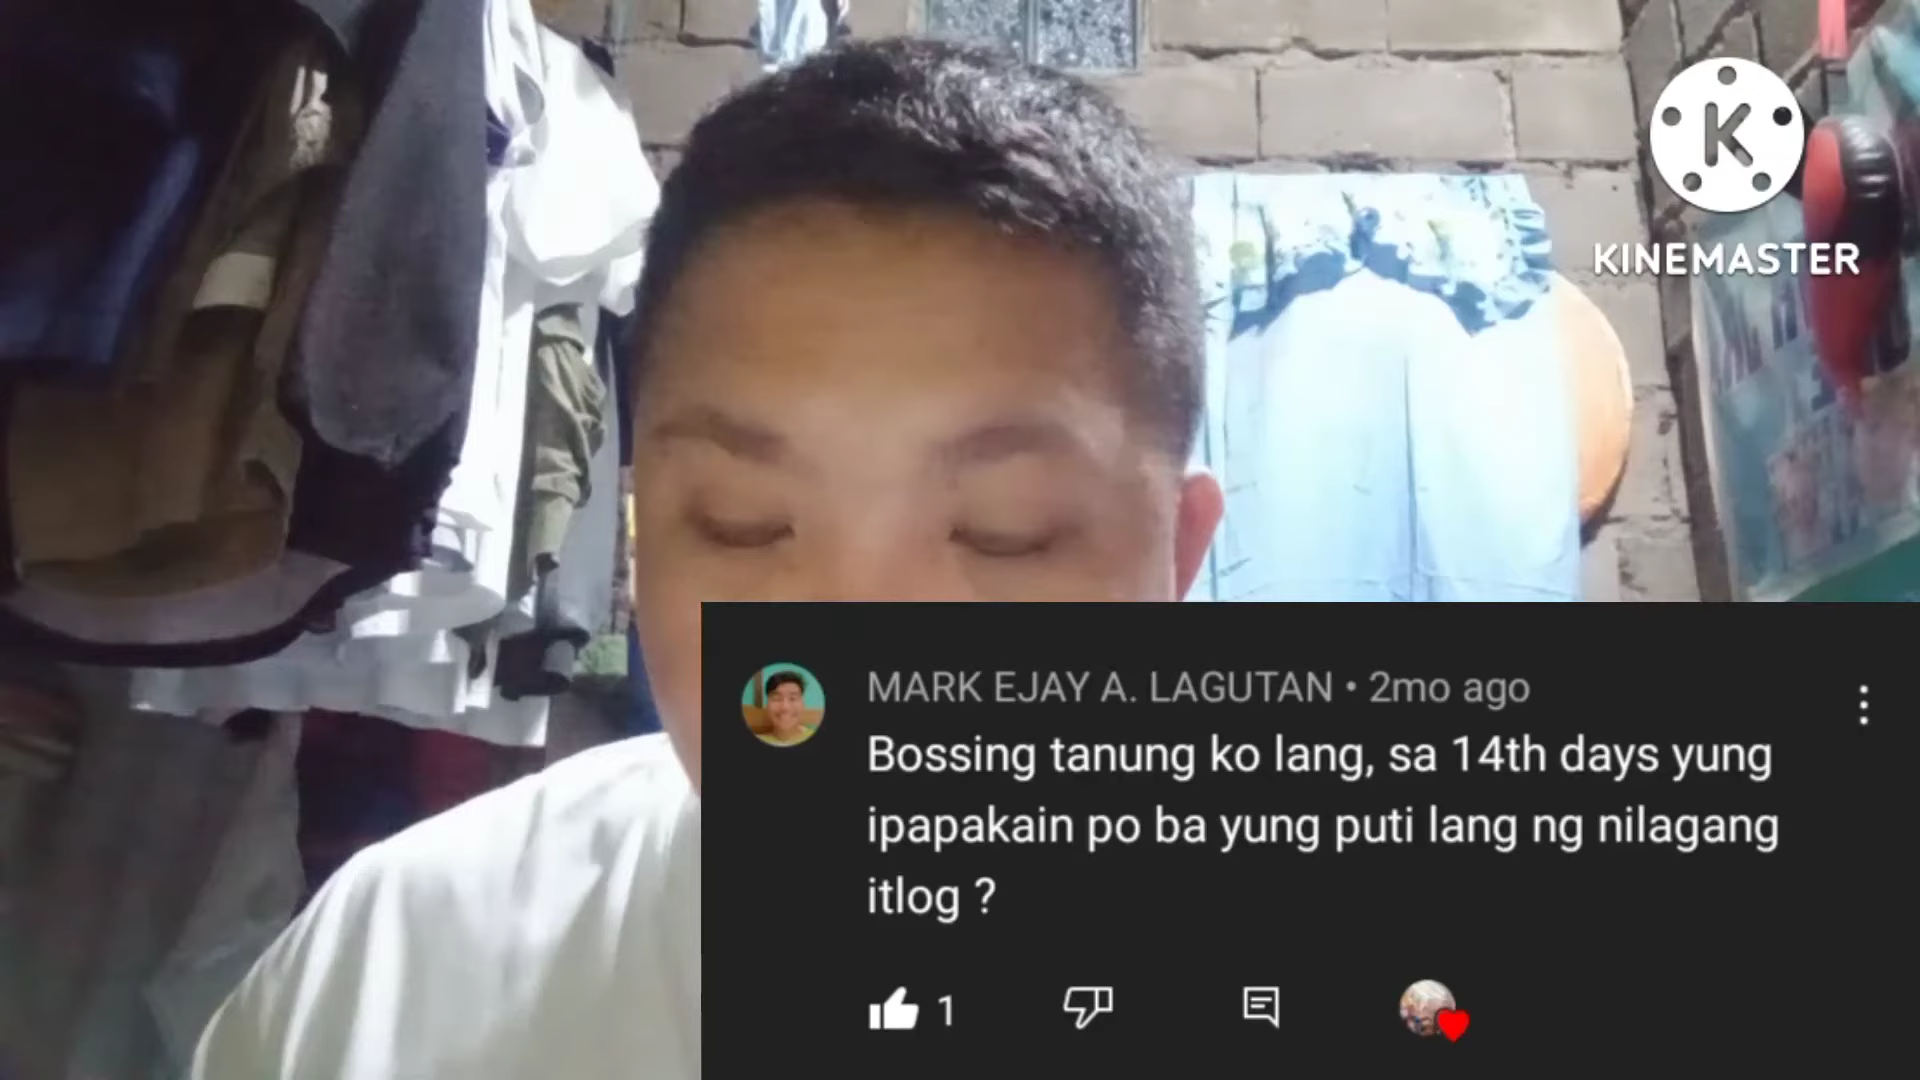 K
KINEMASTER
MARK EJAY A. LAGUTAN • 2mo ago
Bossing tanung ko lang, sa 14th days yung
ipapakain po ba yung puti lang ng nilagang
itlog ?
1